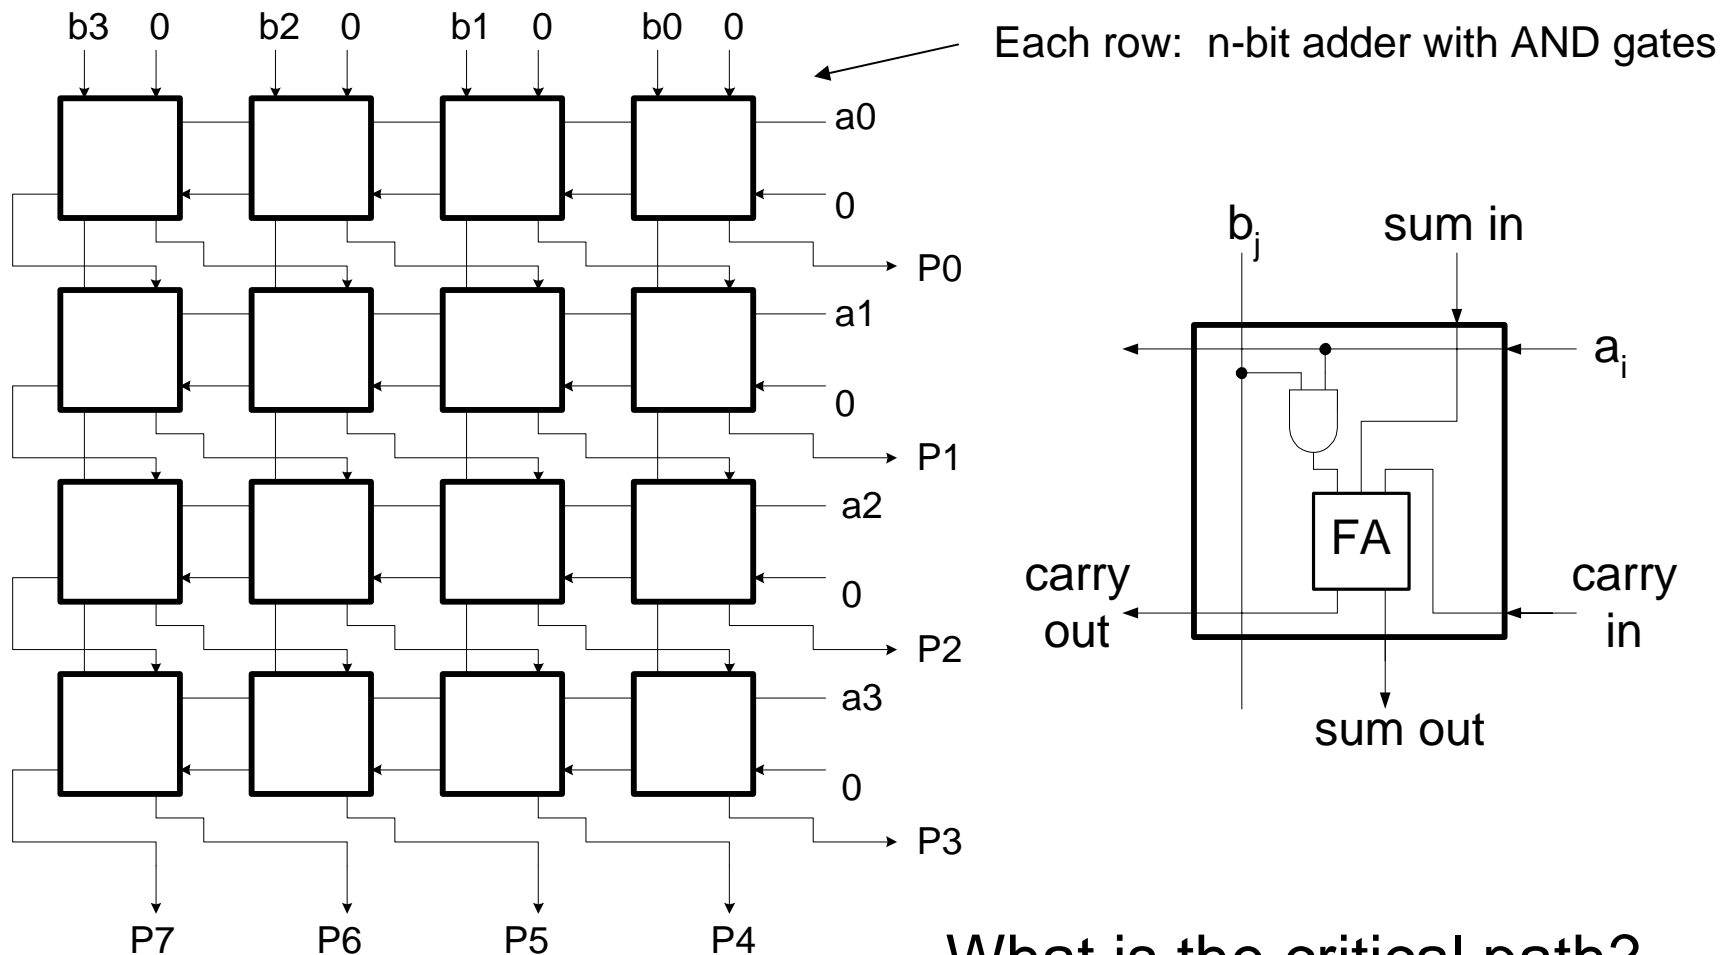 b3 0 b2 0 b1 0 b0 0
Each row: n-bit adder with AND gates
a0
0
P0
a1
0
P1
a2
0
P2
a3
0
P3
P7 P6 P5 P4
bj sum in
ai
FA
carry
out
carry
in
sum out
What is the critical path?